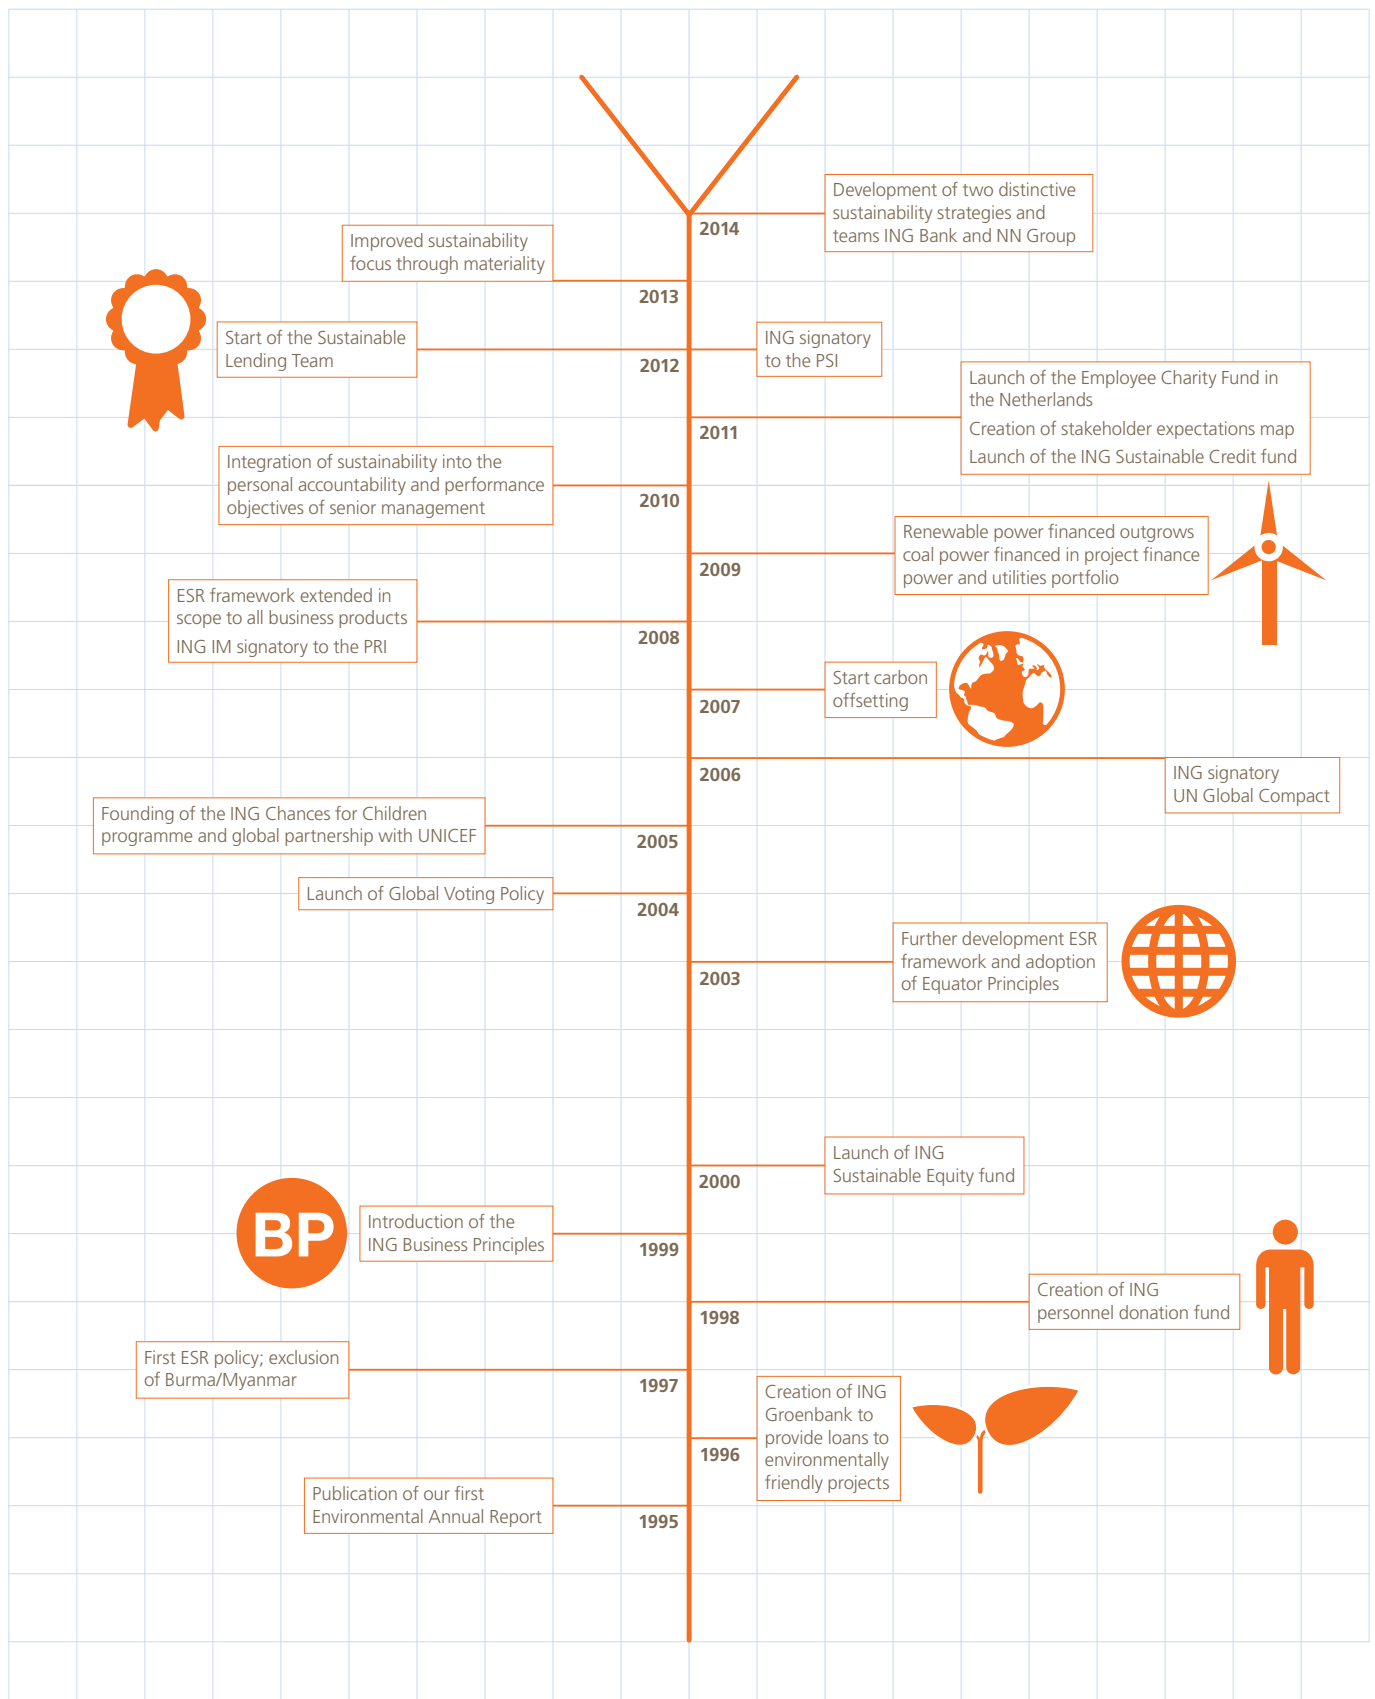 Development of two distinctive
sustainability strategies and
teams ING Bank and NN Group
2014
Improved sustainability
focus through materiality
2013
Start of the Sustainable
Lending Team
2012
ING signatory
to the PSI
Launch of the Employee Charity Fund in
the Netherlands
Creation of stakeholder expectations map
Launch of the ING Sustainable Credit fund
2011
Integration of sustainability into the
personal accountability and performance
objectives of senior management
2010
Renewable power financed outgrows
coal power financed in project finance
power and utilities portfolio
2009
ESR framework extended in
scope to all business products
ING IM signatory to the PRI
2008
Start carbon
offsetting
2007
2006
ING signatory
UN Global Compact
Founding of the ING Chances for Children
programme and global partnership with UNICEF
2005
Launch of Global Voting Policy
2004
Further development ESR
framework and adoption
of Equator Principles
2003
Launch of ING
Sustainable Equity fund
2000
BP
Introduction of the
ING Business Principles
1999
Creation of ING
personnel donation fund
1998
First ESR policy; exclusion
of Burma/Myanmar
1997
Creation of ING
Groenbank to
provide loans to
environmentally
friendly projects
1996
Publication of our first
Environmental Annual Report
1995